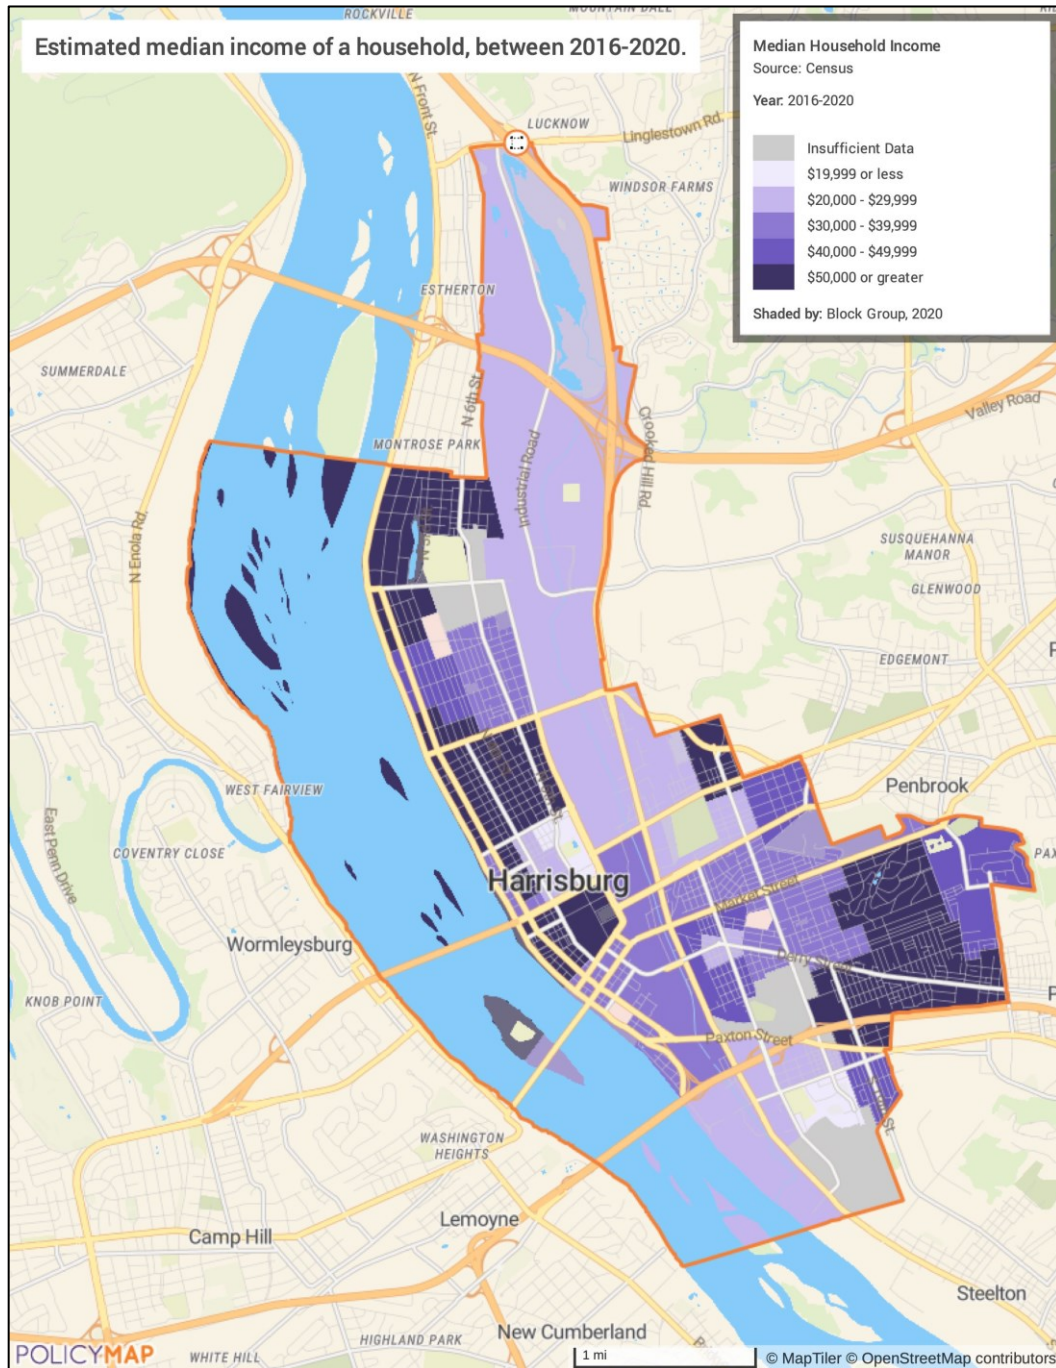 ROCKVILLE
Estimated median income of a household, between 2016-2020.
Median Household Income
Source: Census
Year: 2016-2020
Insufficient Data
$19,999 or less
$20,000 - $29,999
$30,000 - $39,999
$40,000 - $49,999
$50,000 or greater
Shaded by: Block Group, 2020
N Front St.
LUCKNOW
Linglestown Rd.
WINDSOR FARMS
ESTHERTON
SUMMERDALE
N 6th St.
Valley Road
Crooked Hill Rd.
MONTROSE PARK
Industrial Road
N Enola Rd.
SUSQUEHANNA
MANOR
GLENWOOD
EDGEMONT
WEST FAIRVIEW
Penbrook
East Penn Drive
COVENTRY CLOSE
Harrisburg
Market Street
Wormleysburg
Derry Street
KNOB POINT
Paxton Street
WASHINGTON
HEIGHTS
Lemoyne
Camp Hill
Steelton
New Cumberland
HIGHLAND PARK
WHITE HILL
POLICYMAP
1 mi
© MapTiler © OpenStreetMap contributors